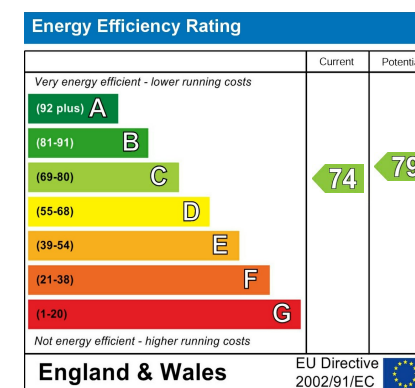 Energy Efficiency Rating
Current
Potenti
Very energy efficient - lower running costs
(92 plus) A
(81-91) B
(69-80) C
74
79
(55-68) D
(39-54) E
(21-38) F
(1-20) G
Not energy efficient - higher running costs
England & Wales
EU Directive
2002/91/EC